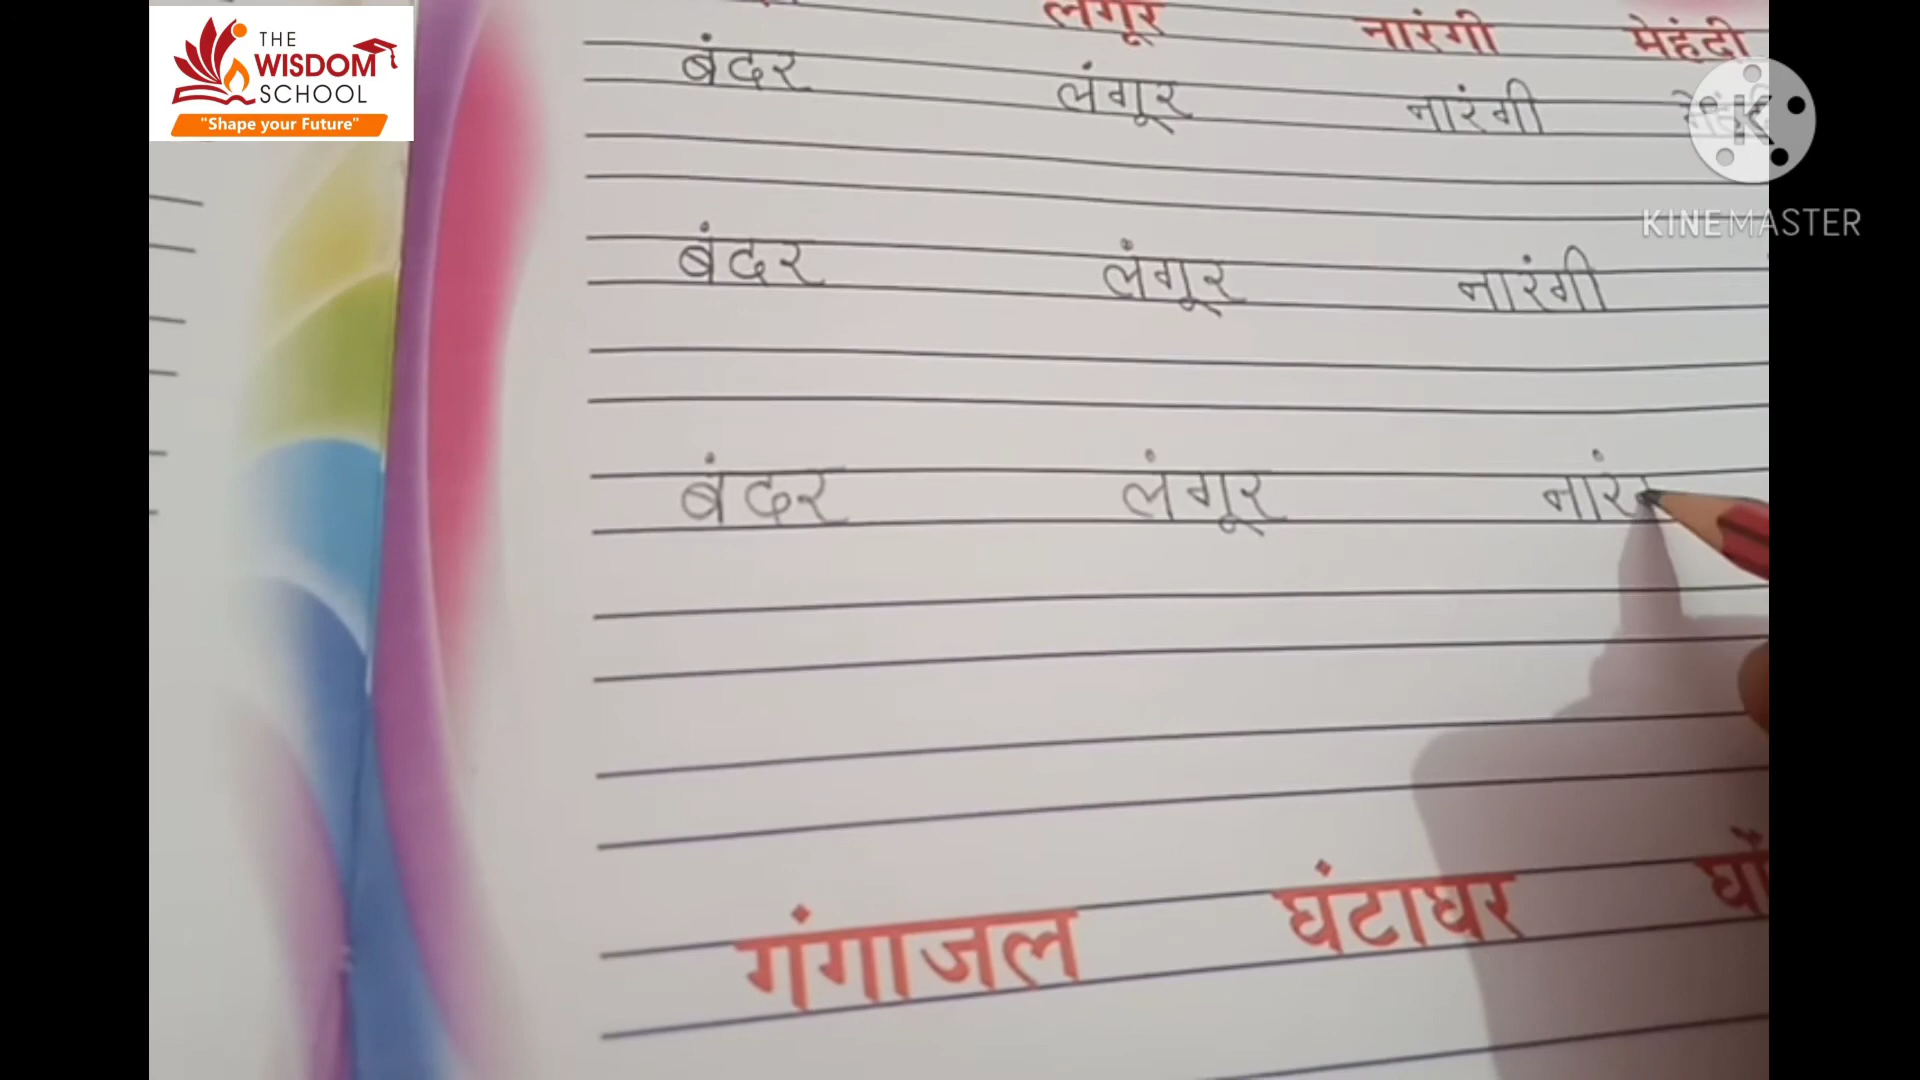 THE
WISDOM
SCHOOL
"Shape your Future"
लंगूर नारंगी मेहंदी
बंदर लंगूर नारंगी
K
KINEMASTER
बंदर लंगूर नारंगी
बंदर लंगूर नारं
गंगाजल घंटाघर